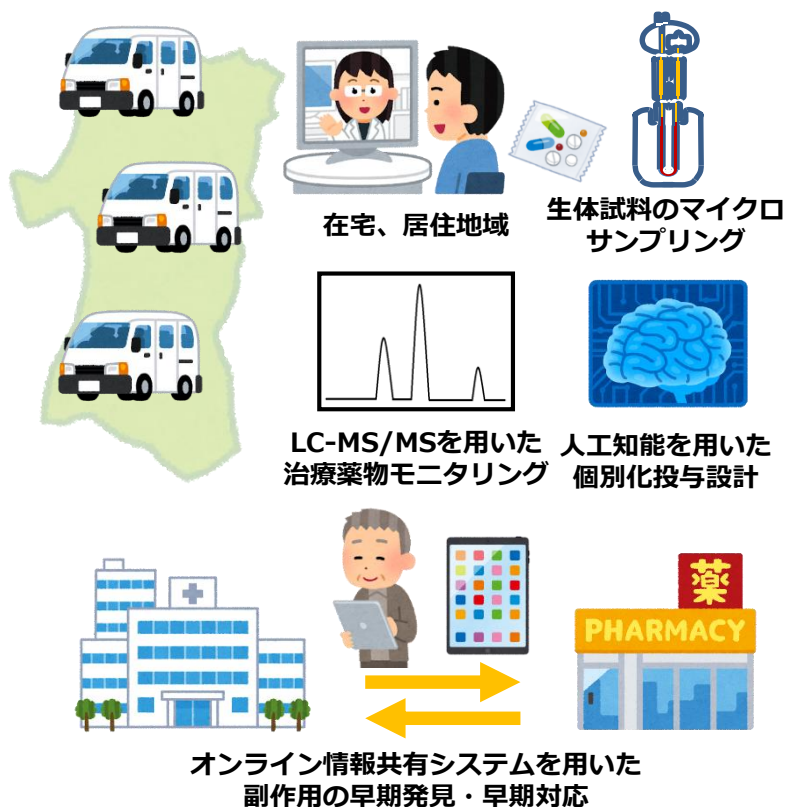 在宅、居住地域
生体試料のマイクロ
サンプリング
LC-MS/MSを用いた
治療薬物モニタリング
人工知能を用いた
個別化投与設計
薬
PHARMACY
オンライン情報共有システムを用いた
副作用の早期発見・早期対応